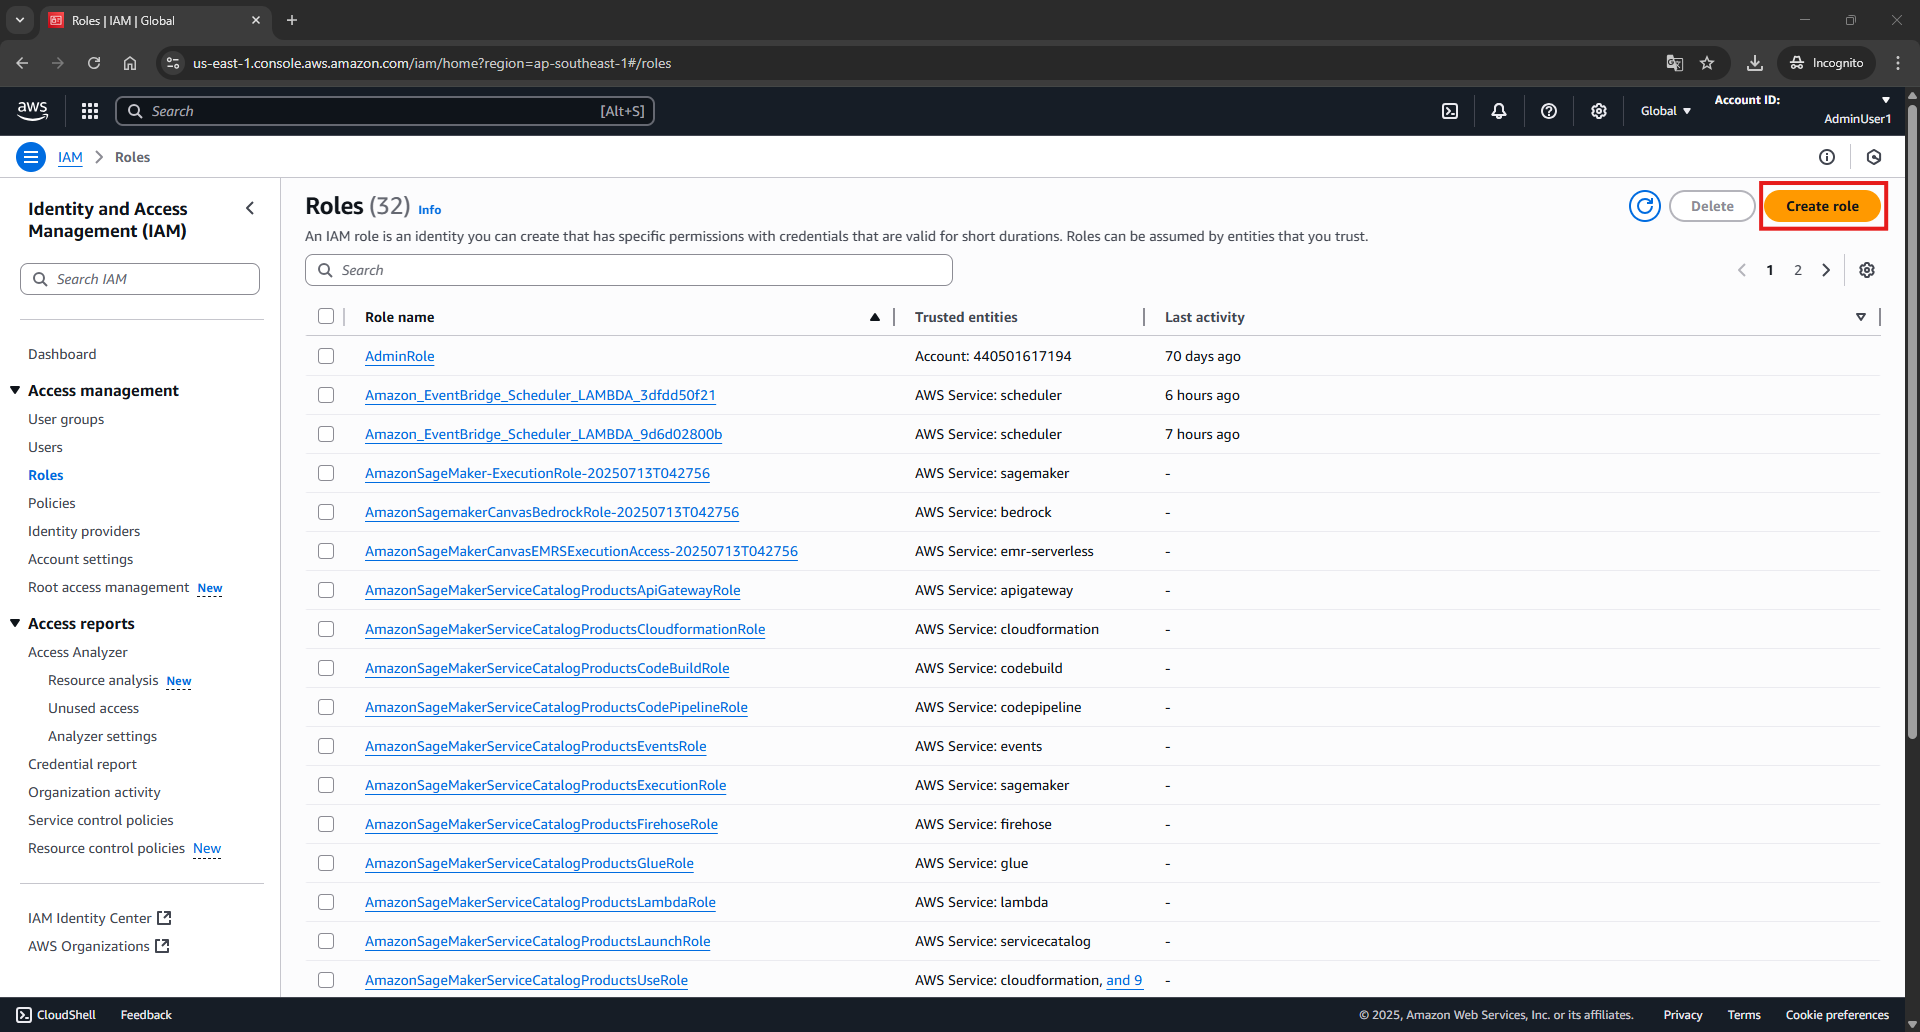 Roles | IAM | Global
us-east-1.console.aws.amazon.com/iam/home?region=ap-southeast-1#/roles
Incognito
aws
Search
[Alt+S]
Global
Account ID:
AdminUser1
IAM
Roles
Identity and Access
Management (IAM)
Search IAM
Dashboard
Access management
User groups
Users
Roles
Policies
Identity providers
Account settings
Root access management New
Access reports
Access Analyzer
Resource analysis New
Unused access
Analyzer settings
Credential report
Organization activity
Service control policies
Resource control policies New
IAM Identity Center
AWS Organizations
Roles (32) Info
Delete
Create role
An IAM role is an identity you can create that has specific permissions with credentials that are valid for short durations. Roles can be assumed by entities that you trust.
Search
1 2
Role name Trusted entities Last activity
AdminRole Account: 440501617194 70 days ago
Amazon_EventBridge_Scheduler_LAMBDA_3dfdd50f21 AWS Service: scheduler 6 hours ago
Amazon_EventBridge_Scheduler_LAMBDA_9d6d02800b AWS Service: scheduler 7 hours ago
AmazonSageMaker-ExecutionRole-20250713T042756 AWS Service: sagemaker -
AmazonSagemakerCanvasBedrockRole-20250713T042756 AWS Service: bedrock -
AmazonSageMakerCanvasEMRSExecutionAccess-20250713T042756 AWS Service: emr-serverless -
AmazonSageMakerServiceCatalogProductsApiGatewayRole AWS Service: apigateway -
AmazonSageMakerServiceCatalogProductsCloudformationRole AWS Service: cloudformation -
AmazonSageMakerServiceCatalogProductsCodeBuildRole AWS Service: codebuild -
AmazonSageMakerServiceCatalogProductsCodePipelineRole AWS Service: codepipeline -
AmazonSageMakerServiceCatalogProductsEventsRole AWS Service: events -
AmazonSageMakerServiceCatalogProductsExecutionRole AWS Service: sagemaker -
AmazonSageMakerServiceCatalogProductsFirehoseRole AWS Service: firehose -
AmazonSageMakerServiceCatalogProductsGlueRole AWS Service: glue -
AmazonSageMakerServiceCatalogProductsLambdaRole AWS Service: lambda -
AmazonSageMakerServiceCatalogProductsLaunchRole AWS Service: servicecatalog -
AmazonSageMakerServiceCatalogProductsUseRole AWS Service: cloudformation, and 9 -
CloudShell Feedback © 2025, Amazon Web Services, Inc. or its affiliates. Privacy Terms Cookie preferences